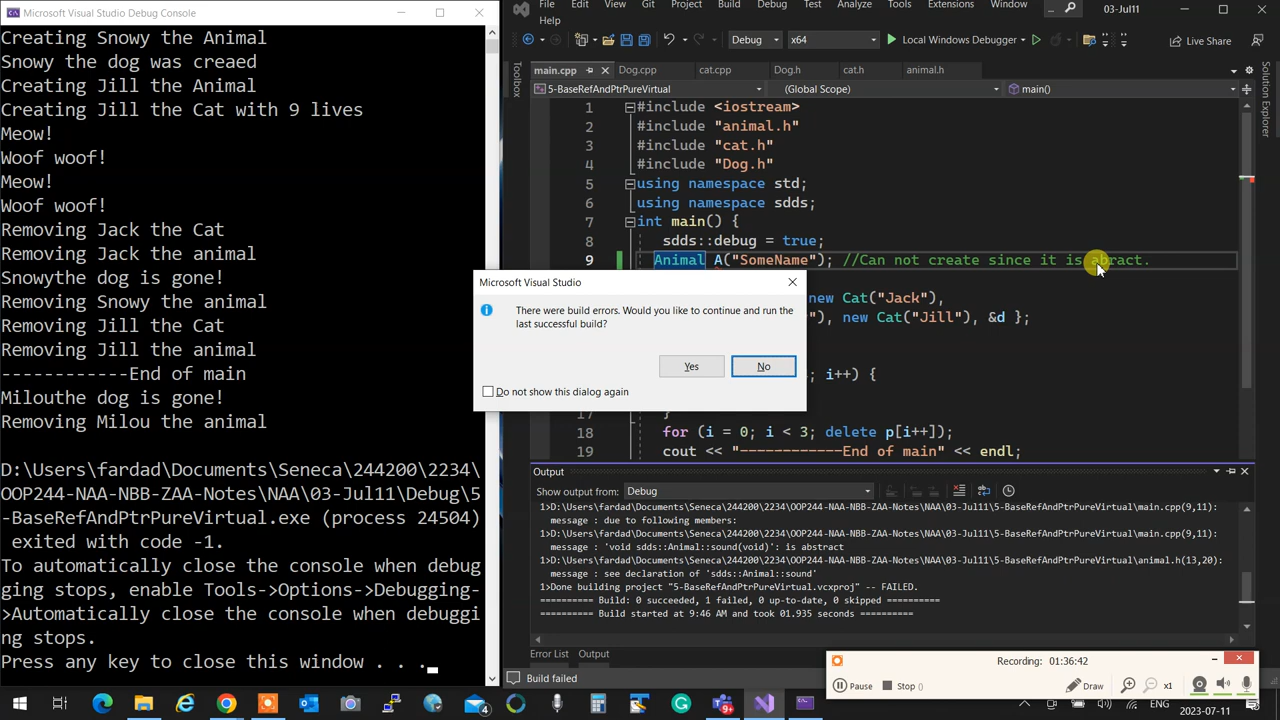 Microsoft Visual Studio Debug Console
Creating Snowy the Animal
Snowy the dog was creaed
Creating Jill the Animal
Creating Jill the Cat with 9 lives
Meow!
Woof woof!
Meow!
Woof woof!
Removing Jack the Cat
Removing Jack the animal
Snowythe dog is gone!
Removing Snowy the animal
Removing Jill the Cat
Removing Jill the animal
------------End of main
Milouthe dog is gone!
Removing Milou the animal
D:\Users\fardad\Documents\Seneca\244200\2234\
OOP244-NAA-NBB-ZAA-Notes\NAA\03-Jul11\Debug\5
-BaseRefAndPtrPureVirtual.exe (process 24504)
exited with code -1.
To automatically close the console when debug
ging stops, enable Tools->Options->Debugging-
>Automatically close the console when debuggi
ng stops.
Press any key to close this window . . .
File Edit View Git Project Build Debug Test Analyze Tools Extensions Window
Help
03-Jul11
Debug x64 Local Windows Debugger Live Share
Toolbox
Solution Explorer
main.cpp Dog.cpp cat.cpp Dog.h cat.h animal.h
5-BaseRefAndPtrPureVirtual (Global Scope) main()
1 #include <iostream>
2 #include "animal.h"
3 #include "cat.h"
4 #include "Dog.h"
5 using namespace std;
6 using namespace sdds;
7 int main() {
8 sdds::debug = true;
9 Animal A("SomeName"); //Can not create since it is abract.
new Cat("Jack"),
"), new Cat("Jill"), &d };
; i++) {
17 }
18 for (i = 0; i < 3; delete p[i++]);
19 cout << "------------End of main" << endl;
Microsoft Visual Studio
There were build errors. Would you like to continue and run the
last successful build?
Yes No
Do not show this dialog again
Output
Show output from: Debug
1>D:\Users\fardad\Documents\Seneca\244200\2234\OOP244-NAA-NBB-ZAA-Notes\NAA\03-Jul11\5-BaseRefAndPtrPureVirtual\main.cpp(9,11):
message : due to following members:
1>D:\Users\fardad\Documents\Seneca\244200\2234\OOP244-NAA-NBB-ZAA-Notes\NAA\03-Jul11\5-BaseRefAndPtrPureVirtual\main.cpp(9,11):
message : 'void sdds::Animal::sound(void)': is abstract
1>D:\Users\fardad\Documents\Seneca\244200\2234\OOP244-NAA-NBB-ZAA-Notes\NAA\03-Jul11\5-BaseRefAndPtrPureVirtual\animal.h(13,20):
message : see declaration of 'sdds::Animal::sound'
1>Done building project "5-BaseRefAndPtrPureVirtual.vcxproj" -- FAILED.
========== Build: 0 succeeded, 1 failed, 0 up-to-date, 0 skipped ==========
========== Build started at 9:46 AM and took 01.935 seconds ==========
Error List Output
Build failed
Recording: 01:36:42
Pause Stop () Draw x1
ENG 2023-07-11